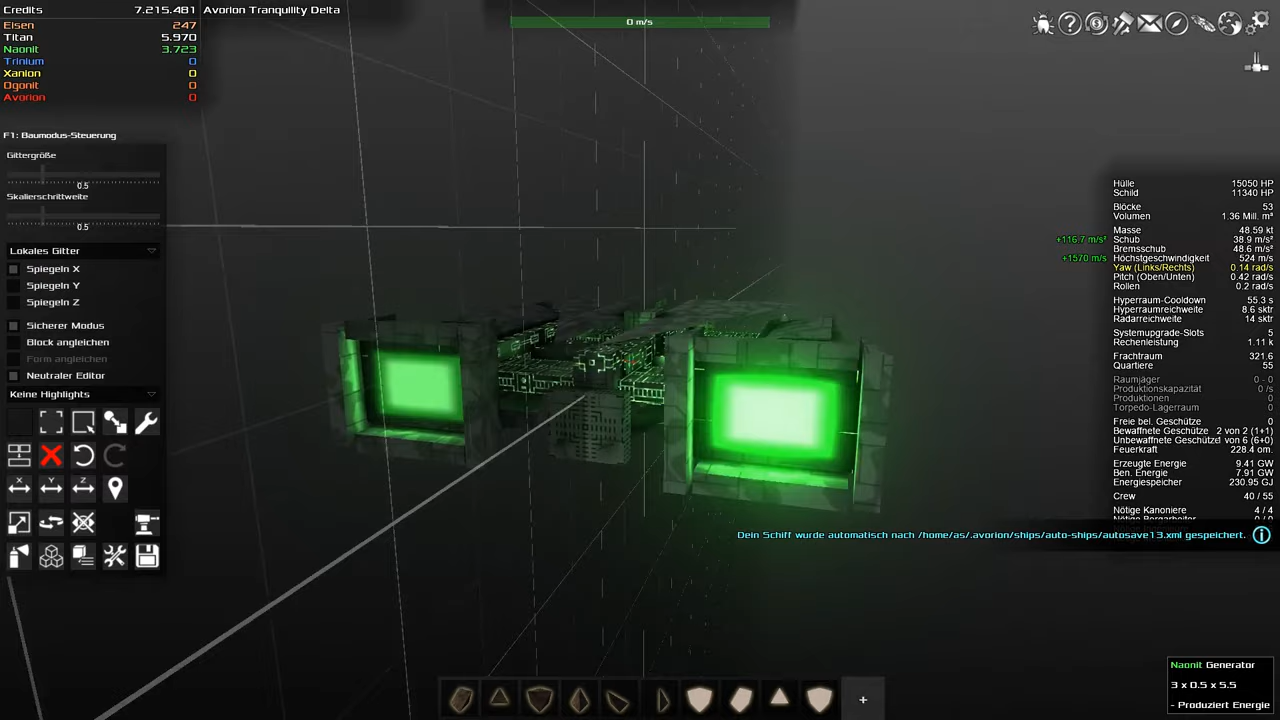 Credits 7.215.481
Avorion Tranquility Delta
0 m/s
Eisen 247
Titan 5.970
Naonit 3.723
Trinium 0
Xanion 0
Ogonit 0
Avorion 0
F1: Baumodus-Steuerung
Gittergröße
0.5
Skalierschrittweite
0.5
Lokales Gitter
Spiegeln X
Spiegeln Y
Spiegeln Z
Sicherer Modus
Block angleichen
Form angleichen
Neutraler Editor
Keine Highlights
X Y Z
Hülle 15050 HP
Schild 11340 HP
Blöcke 53
Volumen 1.36 Mill. m³
Masse 48.59 kt
+116.7 m/s² Schub 38.9 m/s²
Bremsschub 48.6 m/s²
+1570 m/s Höchstgeschwindigkeit 524 m/s
Yaw (Links/Rechts) 0.14 rad/s
Pitch (Oben/Unten) 0.42 rad/s
Rollen 0.2 rad/s
Hyperraum-Cooldown 55.3 s
Hyperraumreichweite 8.6 sktr
Radarreichweite 14 sktr
Systemupgrade-Slots 5
Rechenleistung 1.11 k
Frachtraum 321.6
Quartiere 55
Raumjäger 0 - 0
Produktionskapazität 0 /s
Produktionen 0
Torpedo-Lagerraum 0
Freie bel. Geschütze 0
Bewaffnete Geschütze 2 von 2 (1+1)
Unbewaffnete Geschütze 6 von 6 (6+0)
Feuerkraft 228.4 om.
Erzeugte Energie 9.41 GW
Ben. Energie 7.91 GW
Energiespeicher 230.95 GJ
Crew 40 / 55
Nötige Kanoniere 4 / 4
Dein Schiff wurde automatisch nach /home/as/.avorion/ships/auto-ships/autosave13.xml gespeichert.
Naonit Generator
3 x 0.5 x 5.5
- Produziert Energie